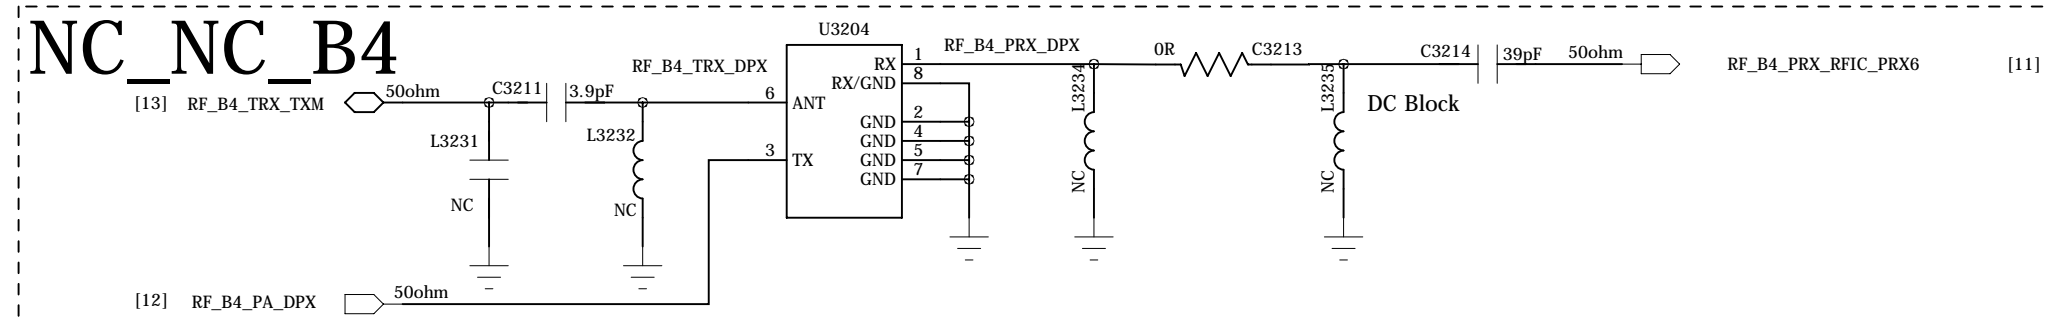 NC_NC_B4
U3204
[13] RF_B4_TRX_TXM
50ohm
C3211
3.9pF
RF_B4_TRX_DPX
L3231
NC
L3232
NC
6 ANT
3 TX
RX 1
RX/GND 8
GND 2
GND 4
GND 5
GND 7
RF_B4_PRX_DPX
L3234
NC
0R
C3213
L3235
NC
DC Block
C3214
39pF
50ohm
RF_B4_PRX_RFIC_PRX6 [11]
[12] RF_B4_PA_DPX
50ohm